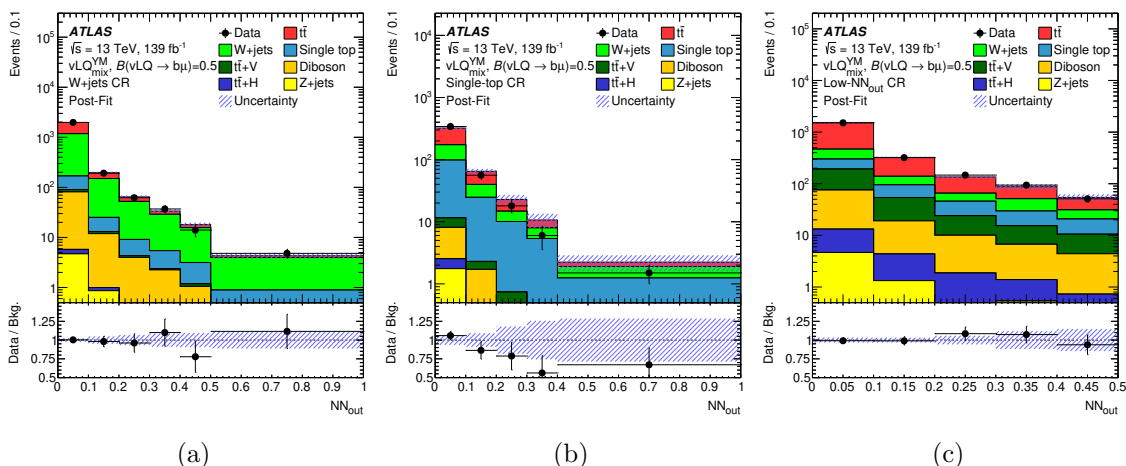 ATLAS
√s = 13 TeV, 139 fb⁻¹
vLQ^YM_mix, B(vLQ → bμ)=0.5
W+jets CR
Post-Fit
Data
tt̄
W+jets
Single top
tt̄+V
Diboson
tt̄+H
Z+jets
Uncertainty
Events / 0.1
10⁵
10⁴
10³
10²
10
1
Data / Bkg.
1.25
1
0.75
0.5
0 0.1 0.2 0.3 0.4 0.5 0.6 0.7 0.8 0.9 1
NN_out
(a)
ATLAS
√s = 13 TeV, 139 fb⁻¹
vLQ^YM_mix, B(vLQ → bμ)=0.5
Single-top CR
Post-Fit
Data
tt̄
W+jets
Single top
tt̄+V
Diboson
tt̄+H
Z+jets
Uncertainty
Events / 0.1
10⁴
10³
10²
10
1
Data / Bkg.
1.25
1
0.75
0.5
0 0.1 0.2 0.3 0.4 0.5 0.6 0.7 0.8 0.9 1
NN_out
(b)
ATLAS
√s = 13 TeV, 139 fb⁻¹
vLQ^YM_mix, B(vLQ → bμ)=0.5
Low-NN_out CR
Post-Fit
Data
tt̄
W+jets
Single top
tt̄+V
Diboson
tt̄+H
Z+jets
Uncertainty
Events / 0.1
10⁵
10⁴
10³
10²
10
1
Data / Bkg.
1.25
1
0.75
0.5
0 0.05 0.1 0.15 0.2 0.25 0.3 0.35 0.4 0.45 0.5
NN_out
(c)